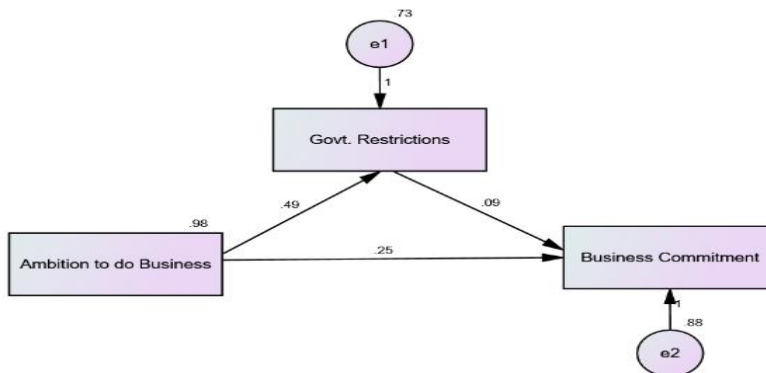 .73
e1
1
Govt. Restrictions
.49
.09
.98
Ambition to do Business
.25
Business Commitment
1
.88
e2